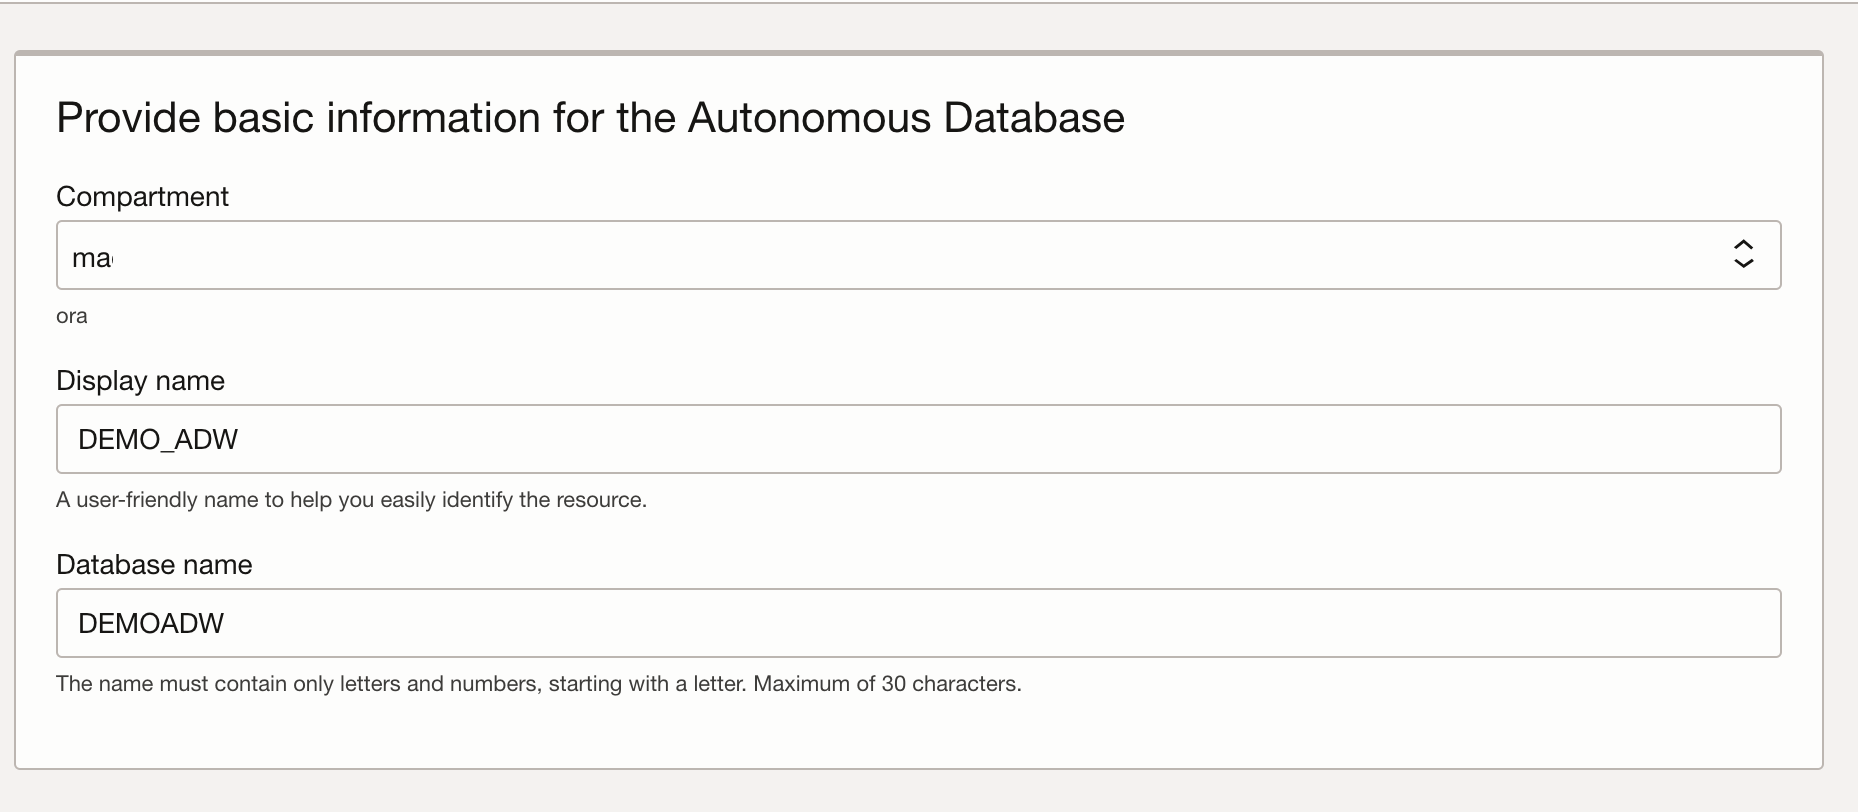 Provide basic information for the Autonomous Database
Compartment
ma
ora
Display name
DEMO_ADW
A user-friendly name to help you easily identify the resource.
Database name
DEMOADW
The name must contain only letters and numbers, starting with a letter. Maximum of 30 characters.